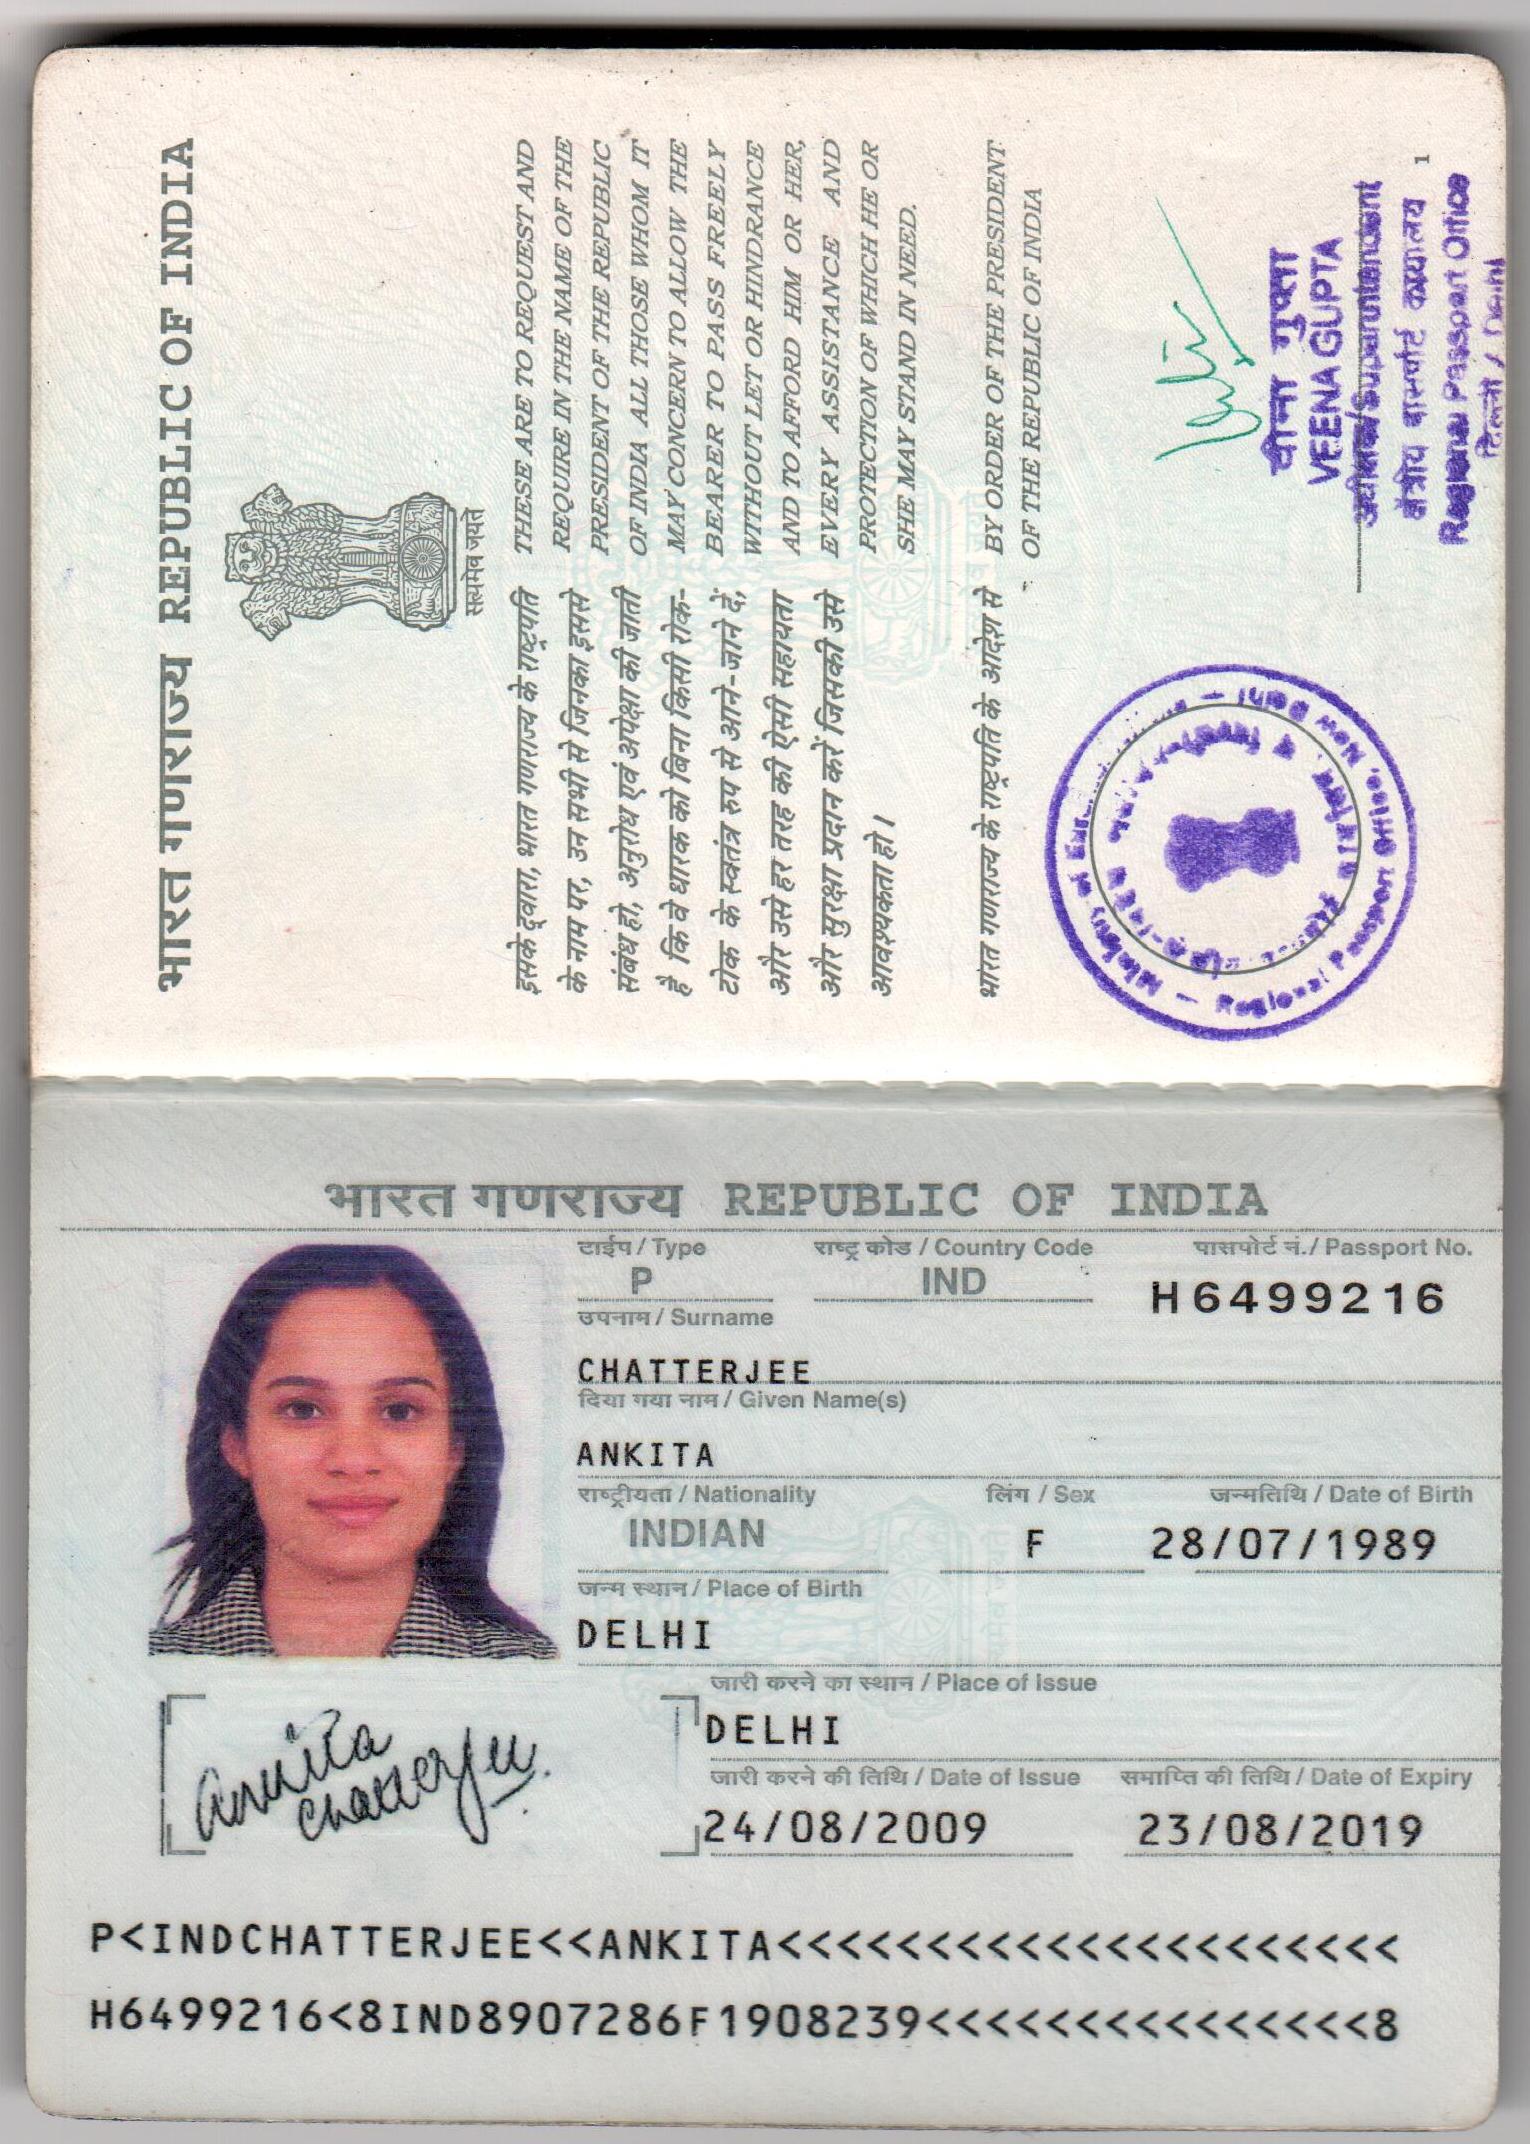 भारत गणराज्य REPUBLIC OF INDIA
सत्यमेव जयते
THESE ARE TO REQUEST AND
REQUIRE IN THE NAME OF THE
PRESIDENT OF THE REPUBLIC
OF INDIA ALL THOSE WHOM IT
MAY CONCERN TO ALLOW THE
BEARER TO PASS FREELY
WITHOUT LET OR HINDRANCE
AND TO AFFORD HIM OR HER,
EVERY ASSISTANCE AND
PROTECTION OF WHICH HE OR
SHE MAY STAND IN NEED.
इसके द्वारा, भारत गणराज्य के राष्ट्रपति
के नाम पर, उन सभी से जिनका इससे
संबंध हो, अनुरोध एवं अपेक्षा की जाती
है कि वे धारक को बिना किसी रोक-
टोक के स्वतंत्र रुप से आने-जाने दें,
और उसे हर तरह की ऐसी सहायता
और सुरक्षा प्रदान करें जिसकी उसे
आवश्यकता हो।
BY ORDER OF THE PRESIDENT
OF THE REPUBLIC OF INDIA
भारत गणराज्य के राष्ट्रपति के आदेश से
वीना गुप्ता
VEENA GUPTA
अधीक्षक/Superintendent
क्षेत्रीय पासपोर्ट कार्यालय
Regional Passport Office
दिल्ली / Delhi
1
Regional Passport Office, New Delhi
भारत गणराज्य REPUBLIC OF INDIA
टाईप / Type राष्ट्र कोड / Country Code पासपोर्ट नं./ Passport No.
P IND H6499216
उपनाम / Surname
CHATTERJEE
दिया गया नाम / Given Name(s)
ANKITA
राष्ट्रीयता / Nationality लिंग / Sex जन्मतिथि / Date of Birth
INDIAN F 28/07/1989
जन्म स्थान / Place of Birth
DELHI
जारी करने का स्थान / Place of Issue
DELHI
जारी करने की तिथि / Date of Issue समाप्ति की तिथि / Date of Expiry
24/08/2009 23/08/2019
Ankita
Chatterjee
P<INDCHATTERJEE<<ANKITA<<<<<<<<<<<<<<<<<<<<<
H6499216<8IND8907286F1908239<<<<<<<<<<<<<<<8